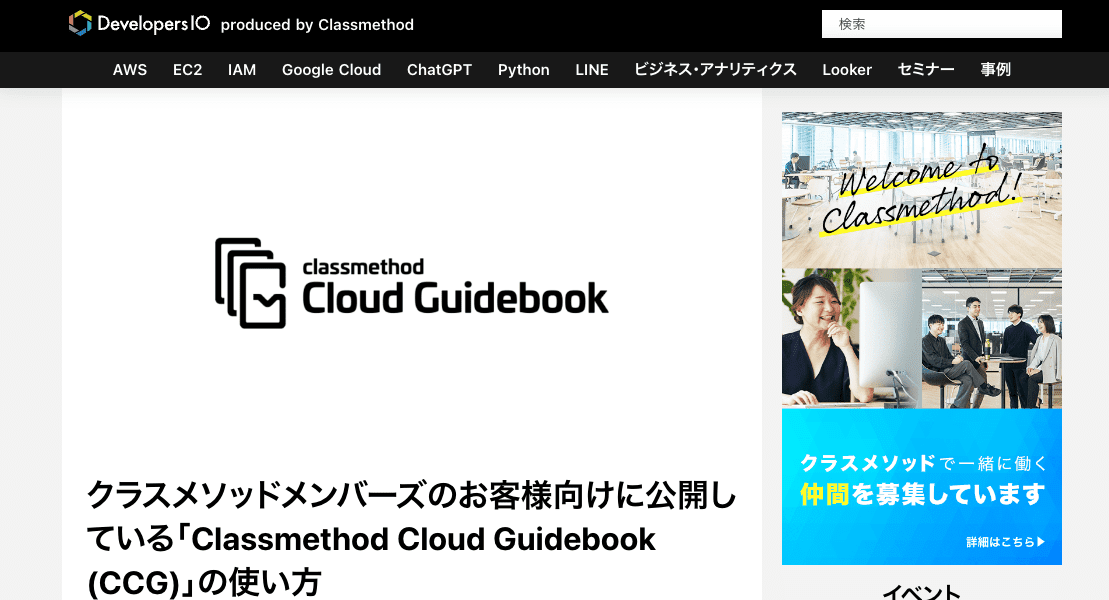 DevelopersIO produced by Classmethod
検索
AWS EC2 IAM Google Cloud ChatGPT Python LINE ビジネス・アナリティクス Looker セミナー 事例
classmethod
Cloud Guidebook
クラスメソッドメンバーズのお客様向けに公開し
ている「Classmethod Cloud Guidebook
(CCG)」の使い方
Welcome to
Classmethod!
クラスメソッドで一緒に働く
仲間を募集しています
詳細はこちら▶
イベント